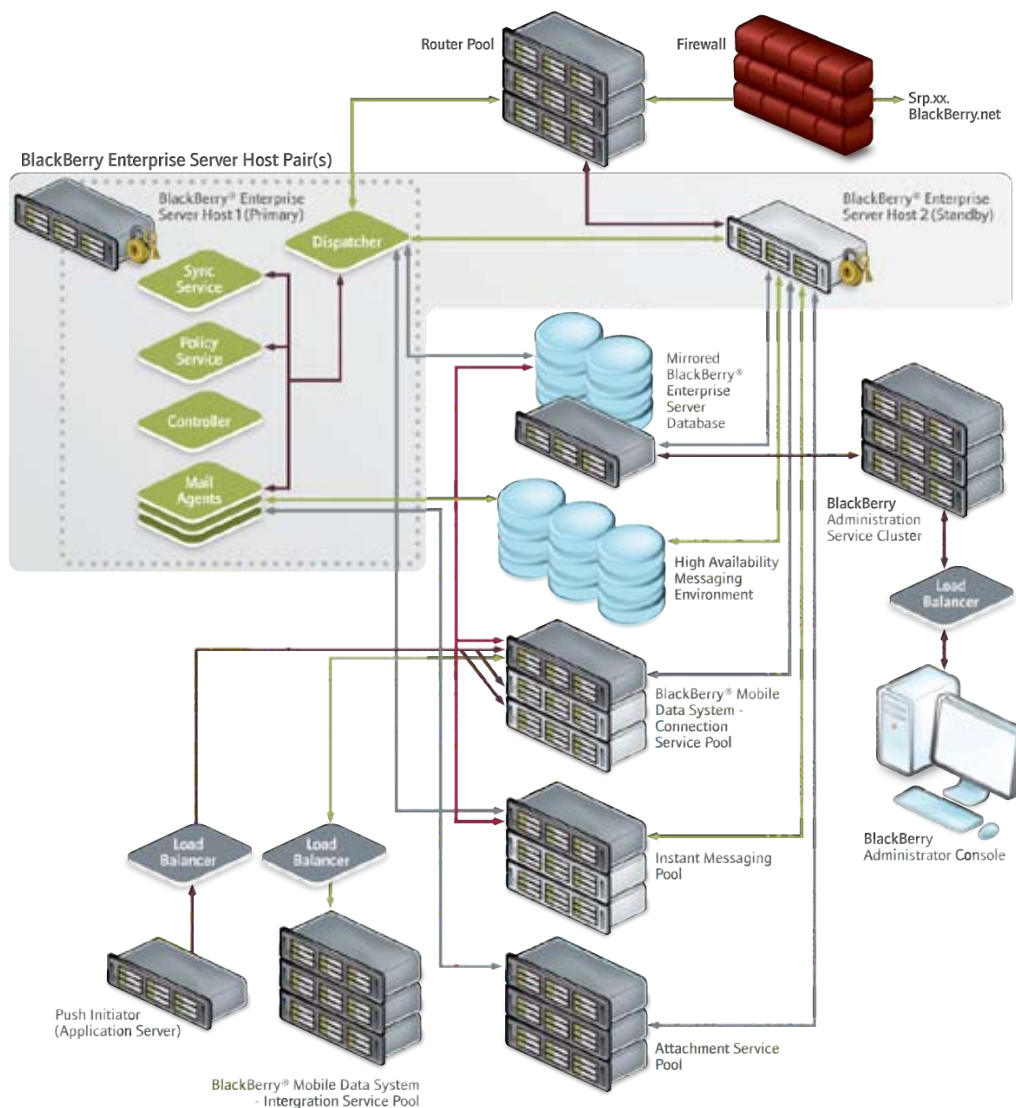 Router Pool
Firewall
Srp.xx.
BlackBerry.net
BlackBerry Enterprise Server Host Pair(s)
BlackBerry® Enterprise
Server Host 1 (Primary)
BlackBerry® Enterprise
Server Host 2 (Standby)
Dispatcher
Sync
Service
Policy
Service
Controller
Mail
Agents
Mirrored
BlackBerry®
Enterprise
Server
Database
BlackBerry
Administration
Service Cluster
High Availability
Messaging
Environment
Load
Balancer
BlackBerry® Mobile
Data System -
Connection
Service Pool
Load
Balancer
Load
Balancer
Instant Messaging
Pool
BlackBerry
Administrator Console
Push Initiator
(Application Server)
Attachment Service
Pool
BlackBerry® Mobile Data System
- Intergration Service Pool